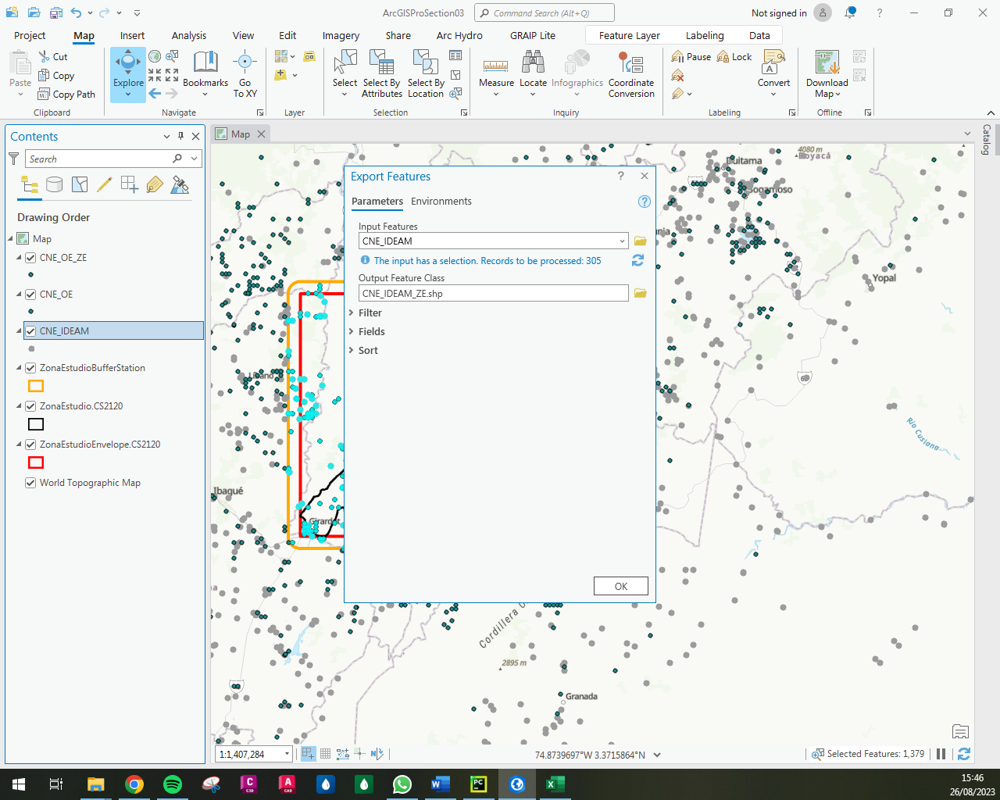 ArcGISProSection03
Command Search (Alt+Q)
Not signed in
?
Project
Map
Insert
Analysis
View
Edit
Imagery
Share
Arc Hydro
GRAIP Lite
Feature Layer
Labeling
Data
Paste
Cut
Copy
Copy Path
Clipboard
Explore
Bookmarks
Go
To XY
Navigate
Layer
Select
Select By
Attributes
Select By
Location
Selection
Measure
Locate
Infographics
Coordinate
Conversion
Inquiry
Pause
Lock
Convert
Labeling
Download
Map
Offline
Contents
Search
Drawing Order
Map
CNE_OE_ZE
CNE_OE
CNE_IDEAM
ZonaEstudioBufferStation
ZonaEstudio.CS2120
ZonaEstudioEnvelope.CS2120
World Topographic Map
Map
Catalog
Export Features
?
Parameters
Environments
?
Input Features
CNE_IDEAM
The input has a selection. Records to be processed: 305
Output Feature Class
CNE_IDEAM_ZE.shp
Filter
Fields
Sort
OK
4080 m
Boyacá
Duitama
Sogamoso
Yopal
Río Cusiana
Líbano
Ibagué
Girardot
2895 m
Granada
1:1,407,284
74.8739697°W 3.3715864°N
Selected Features: 1,379
15:46
26/08/2023